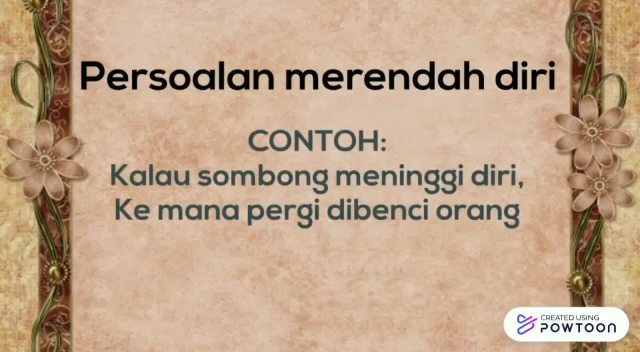 Persoalan merendah diri
CONTOH:
Kalau sombong meninggi diri,
Ke mana pergi dibenci orang
CREATED USING
POWTOON